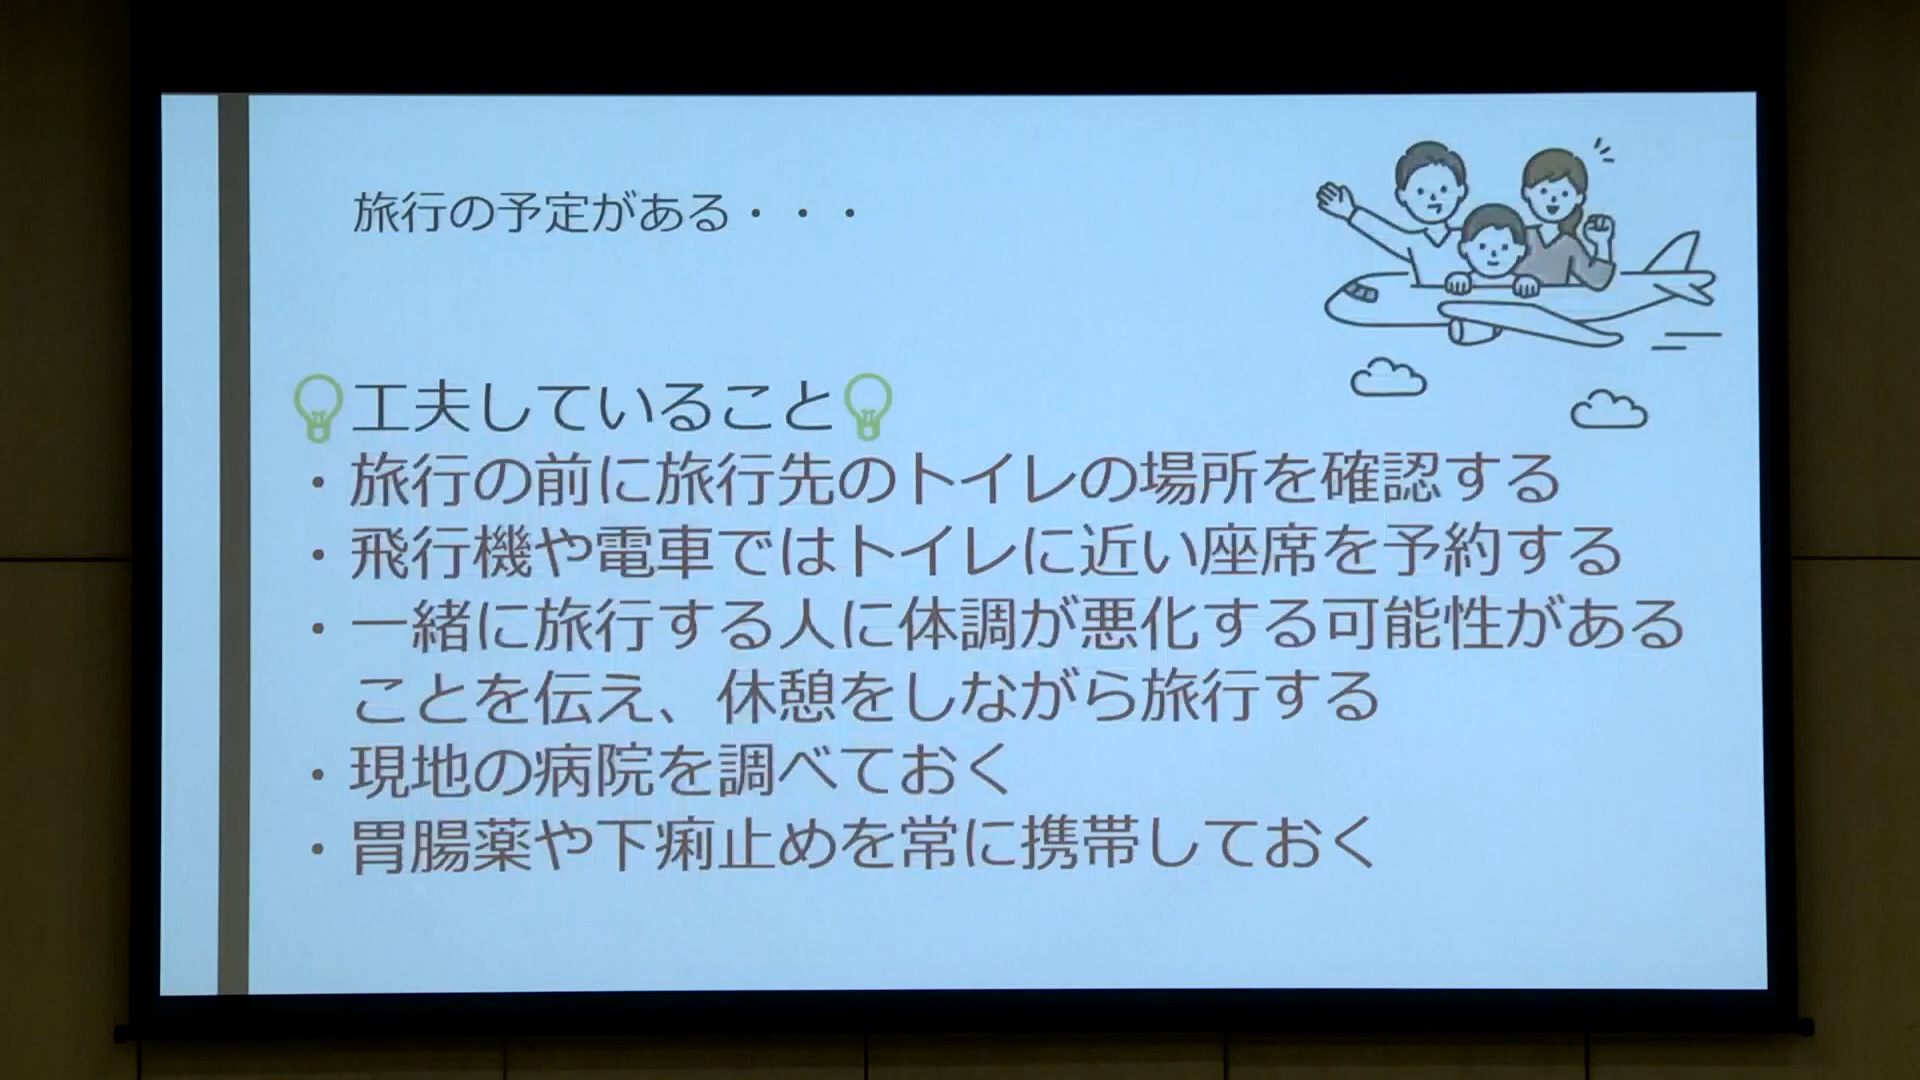 旅行の予定がある・・・
工夫していること
・旅行の前に旅行先のトイレの場所を確認する
・飛行機や電車ではトイレに近い座席を予約する
・一緒に旅行する人に体調が悪化する可能性がある
ことを伝え、休憩をしながら旅行する
・現地の病院を調べておく
・胃腸薬や下痢止めを常に携帯しておく